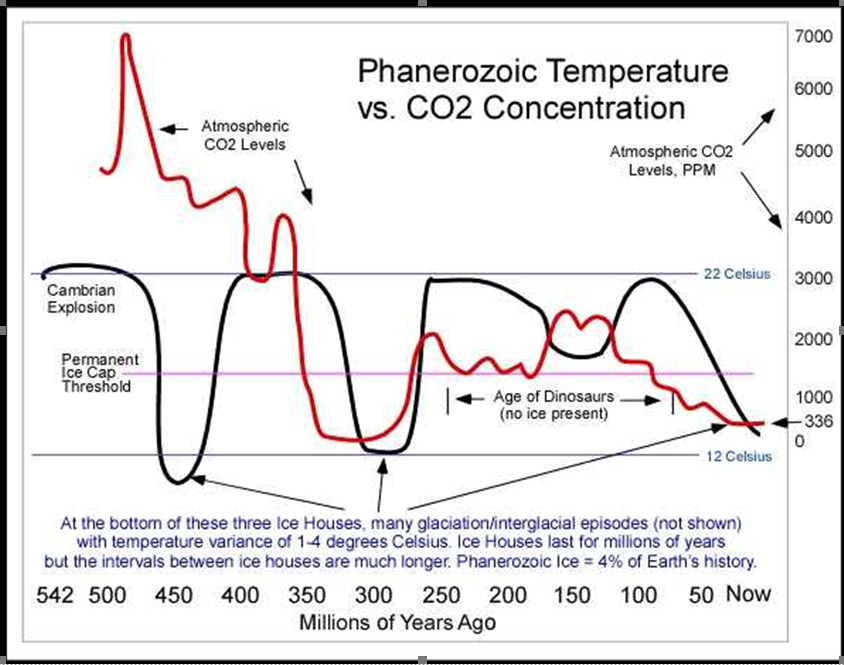 Phanerozoic Temperature
vs. CO2 Concentration
7000
6000
5000
4000
3000
2000
1000
336
0
Atmospheric
CO2 Levels
Atmospheric CO2
Levels, PPM
22 Celsius
Cambrian
Explosion
Permanent
Ice Cap
Threshold
Age of Dinosaurs
(no ice present)
12 Celsius
At the bottom of these three Ice Houses, many glaciation/interglacial episodes (not shown)
with temperature variance of 1-4 degrees Celsius. Ice Houses last for millions of years
but the intervals between ice houses are much longer. Phanerozoic Ice = 4% of Earth's history.
542 500 450 400 350 300 250 200 150 100 50 Now
Millions of Years Ago